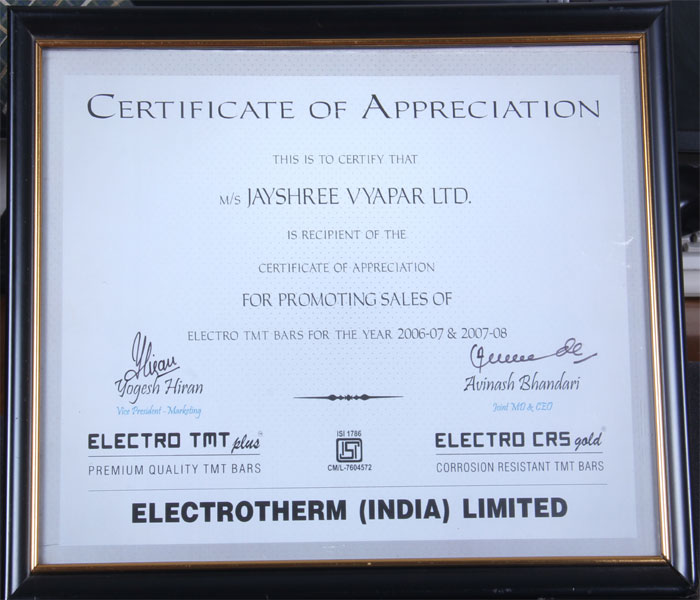 CERTIFICATE OF APPRECIATION
THIS IS TO CERTIFY THAT
M/S JAYSHREE VYAPAR LTD.
IS RECIPIENT OF THE
CERTIFICATE OF APPRECIATION
FOR PROMOTING SALES OF
ELECTRO TMT BARS FOR THE YEAR 2006-07 & 2007-08
Yogesh Hiran
Vice President - Marketing
Avinash Bhandari
Joint MD & CEO
ELECTRO TMT plus
PREMIUM QUALITY TMT BARS
ISI 1786
CM/L-7604572
ELECTRO CRS gold
CORROSION RESISTANT TMT BARS
ELECTROTHERM (INDIA) LIMITED